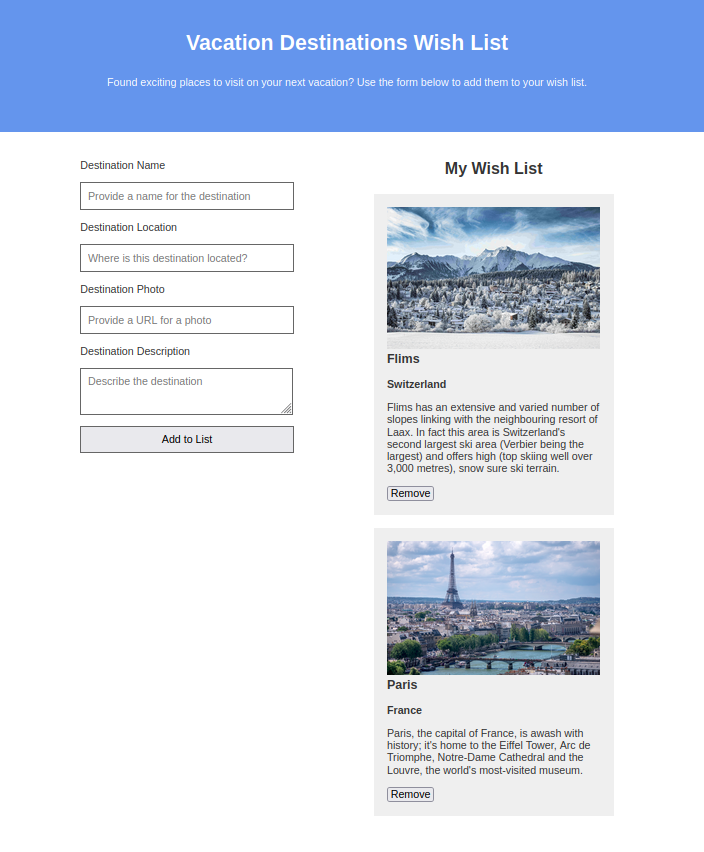 Vacation Destinations Wish List
Found exciting places to visit on your next vacation? Use the form below to add them to your wish list.
Destination Name
Provide a name for the destination
Destination Location
Where is this destination located?
Destination Photo
Provide a URL for a photo
Destination Description
Describe the destination
Add to List
My Wish List
Flims
Switzerland
Flims has an extensive and varied number of
slopes linking with the neighbouring resort of
Laax. In fact this area is Switzerland's
second largest ski area (Verbier being the
largest) and offers high (top skiing well over
3,000 metres), snow sure ski terrain.
Remove
Paris
France
Paris, the capital of France, is awash with
history; it's home to the Eiffel Tower, Arc de
Triomphe, Notre-Dame Cathedral and the
Louvre, the world's most-visited museum.
Remove